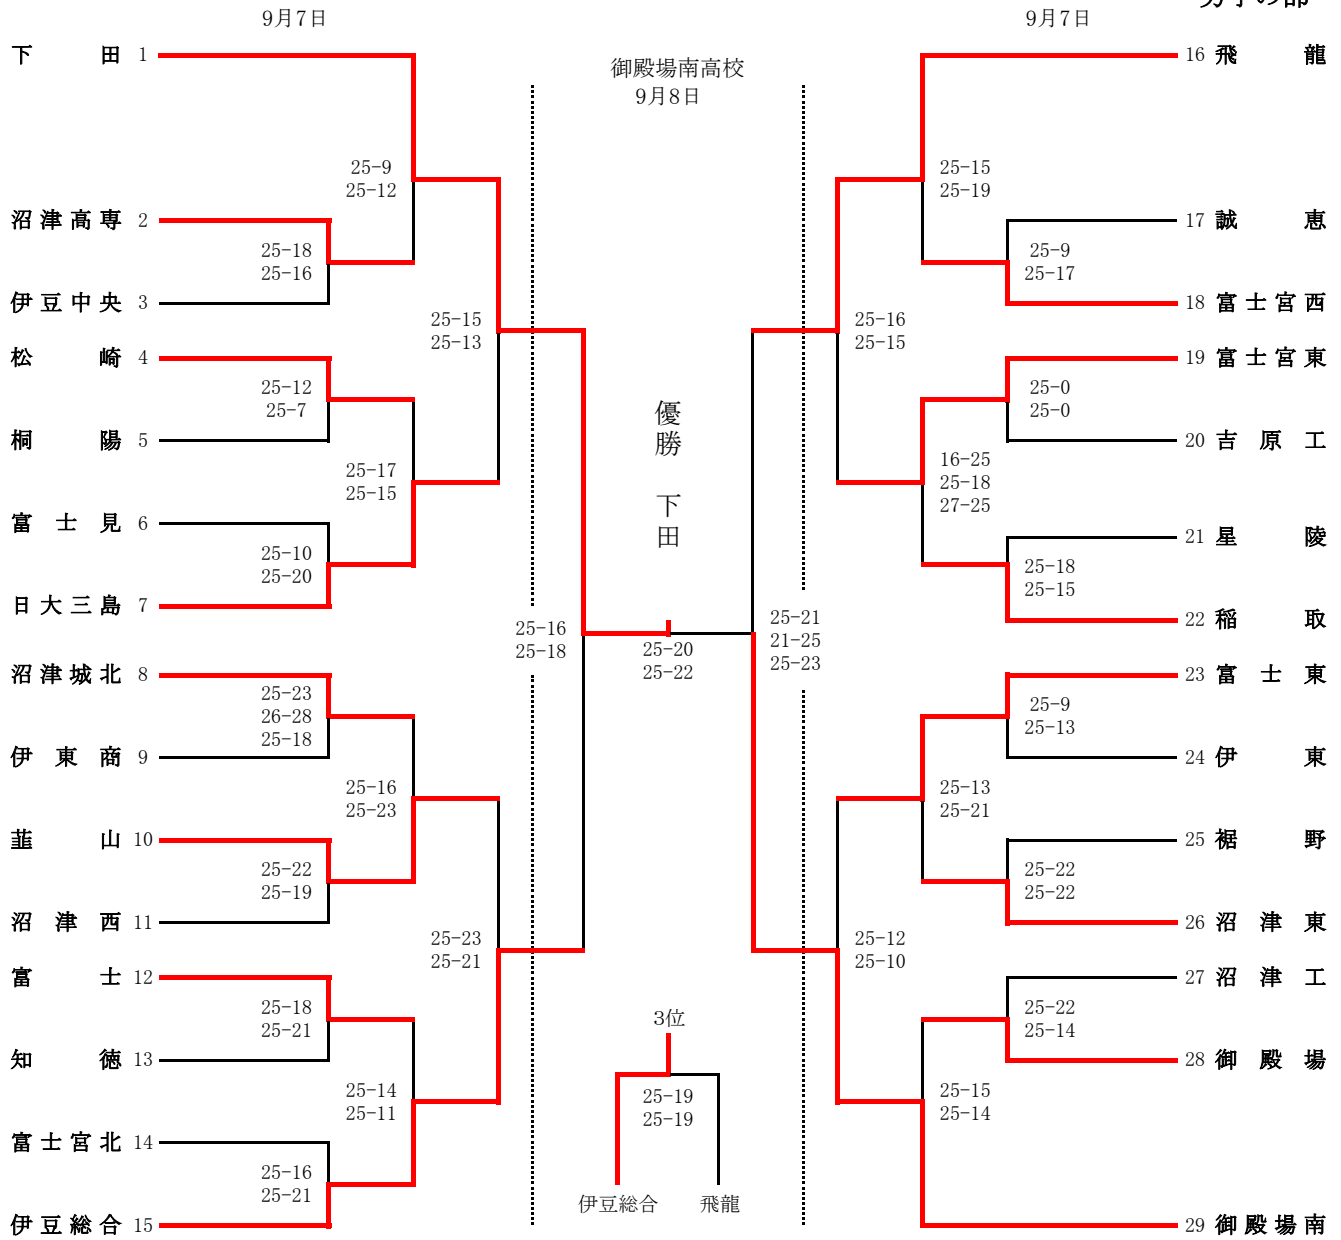 男子の部
9月7日
9月7日
御殿場南高校
9月8日
下田 1
沼津高専 2
伊豆中央 3
松崎 4
桐陽 5
富士見 6
日大三島 7
沼津城北 8
伊東商 9
韮山 10
沼津西 11
富士 12
知徳 13
富士宮北 14
伊豆総合 15
25-18
25-16
25-12
25-7
25-10
25-20
25-23
26-28
25-18
25-22
25-19
25-18
25-21
25-16
25-21
25-9
25-12
25-17
25-15
25-16
25-23
25-14
25-11
25-15
25-13
25-23
25-21
25-16
25-18
優勝 下田
25-20
25-22
3位
25-19
25-19
伊豆総合
飛龍
25-21
21-25
25-23
25-16
25-15
25-12
25-10
25-15
25-19
16-25
25-18
27-25
25-13
25-21
25-15
25-14
25-9
25-17
25-0
25-0
25-18
25-15
25-9
25-13
25-22
25-22
25-22
25-14
16 飛龍
17 誠恵
18 富士宮西
19 富士宮東
20 吉原工
21 星陵
22 稲取
23 富士東
24 伊東
25 裾野
26 沼津東
27 沼津工
28 御殿場
29 御殿場南